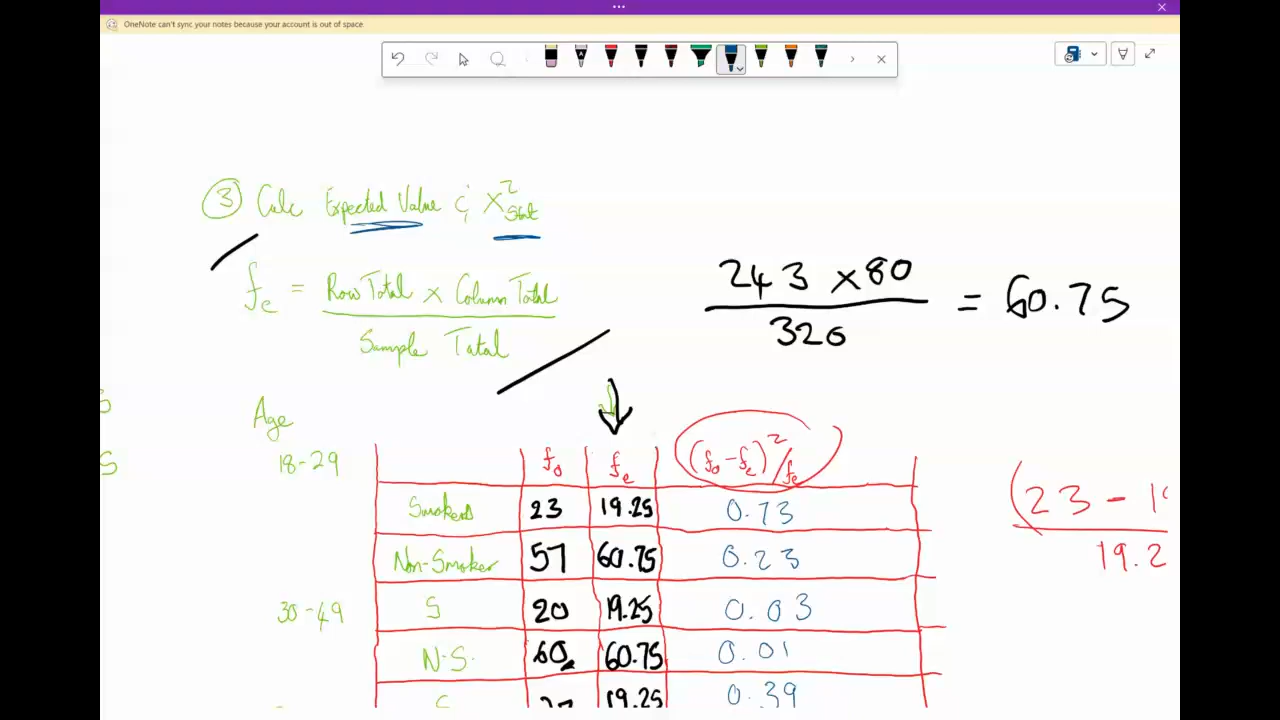 OneNote can't sync your notes because your account is out of space.
③ Calc Expected Value & X²Stat
fe = Row Total x Column Total
Sample Total
243 x 80
320
= 60.75
S
S
Age
18-29
fo fe (fo-fe)²/fe
Smokers 23 19.25 0.73
Non-Smoker 57 60.75 0.23
30-49 S 20 19.25 0.03
N.S. 60 60.75 0.01
19.25 0.39
(23 - 19
19.2